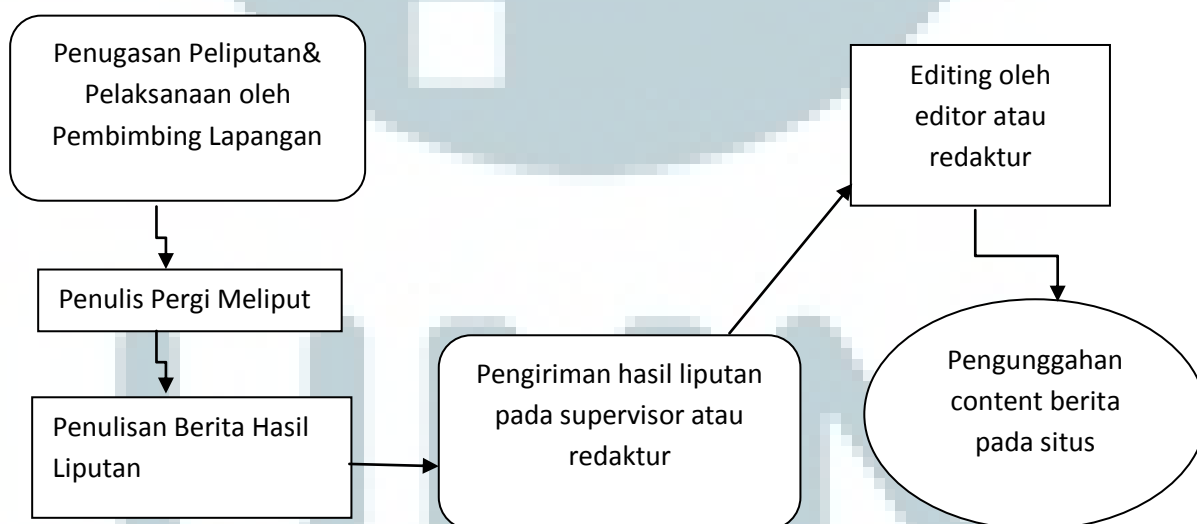 Penugasan Peliputan&
Pelaksanaan oleh
Pembimbing Lapangan
Penulis Pergi Meliput
Penulisan Berita Hasil
Liputan
Pengiriman hasil liputan
pada supervisor atau
redaktur
Editing oleh
editor atau
redaktur
Pengunggahan
content berita
pada situs